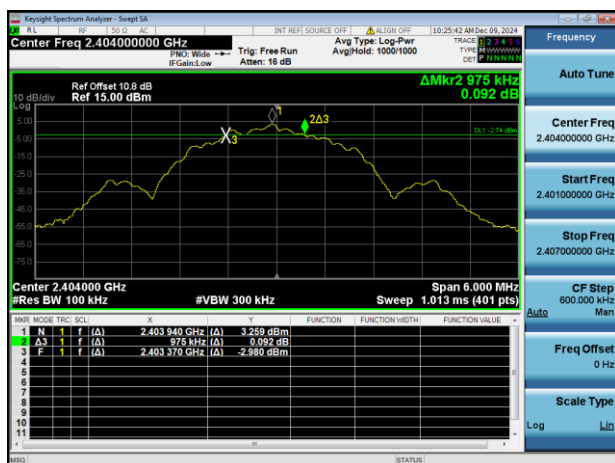 Keysight Spectrum Analyzer - Swept SA
RL RF 50 Ω AC INT REF SOURCE OFF ALIGN OFF 10:25:42 AM Dec 09, 2024
Center Freq 2.404000000 GHz
PNO: Wide
IFGain:Low
Trig: Free Run
Atten: 16 dB
Avg Type: Log-Pwr
Avg|Hold: 1000/1000
TRACE 1 2 3 4 5 6
TYPE M W W W W W
DET P N N N N N
ΔMkr2 975 kHz
0.092 dB
Ref Offset 10.8 dB
10 dB/div Ref 15.00 dBm
Log
5.00
-5.00
-15.0
-25.0
-35.0
-45.0
-55.0
-65.0
-75.0
1
2Δ3
3
DL1 -2.74 dBm
Center 2.404000 GHz Span 6.000 MHz
#Res BW 100 kHz #VBW 300 kHz Sweep 1.013 ms (401 pts)
MKR MODE TRC SCL X Y FUNCTION FUNCTION WIDTH FUNCTION VALUE
1 N 1 f (Δ) 2.403 940 GHz (Δ) 3.259 dBm
2 Δ3 1 f (Δ) 975 kHz (Δ) 0.092 dB
3 F 1 f (Δ) 2.403 370 GHz (Δ) -2.980 dBm
4
5
6
7
8
9
10
11
MSG STATUS
Frequency
Auto Tune
Center Freq
2.404000000 GHz
Start Freq
2.401000000 GHz
Stop Freq
2.407000000 GHz
CF Step
600.000 kHz
Auto Man
Freq Offset
0 Hz
Scale Type
Log Lin